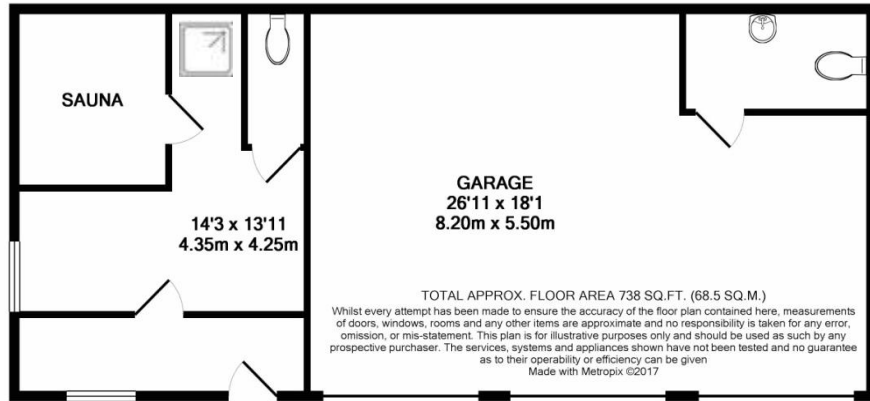 SAUNA
14'3 x 13'11
4.35m x 4.25m
GARAGE
26'11 x 18'1
8.20m x 5.50m
TOTAL APPROX. FLOOR AREA 738 SQ.FT. (68.5 SQ.M.)
Whilst every attempt has been made to ensure the accuracy of the floor plan contained here, measurements
of doors, windows, rooms and any other items are approximate and no responsibility is taken for any error,
omission, or mis-statement. This plan is for illustrative purposes only and should be used as such by any
prospective purchaser. The services, systems and appliances shown have not been tested and no guarantee
as to their operability or efficiency can be given
Made with Metropix ©2017